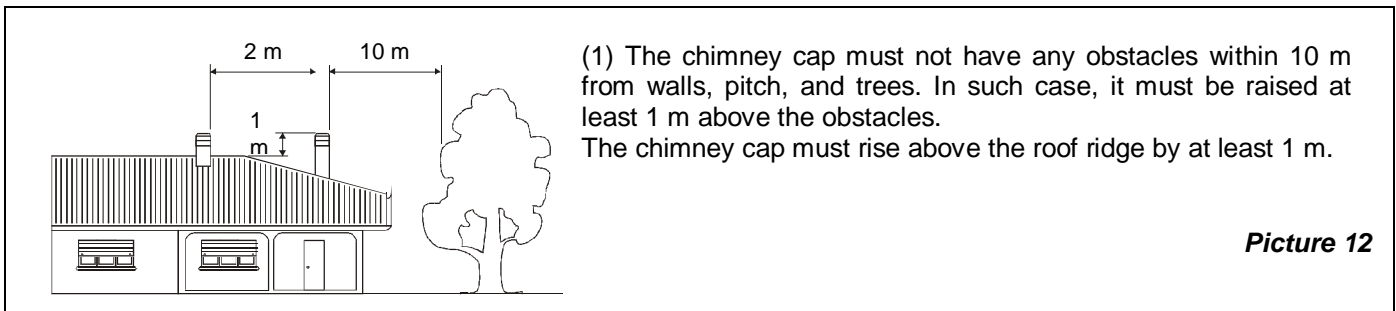 2 m 10 m
1
m
(1) The chimney cap must not have any obstacles within 10 m
from walls, pitch, and trees. In such case, it must be raised at
least 1 m above the obstacles.
The chimney cap must rise above the roof ridge by at least 1 m.
Picture 12